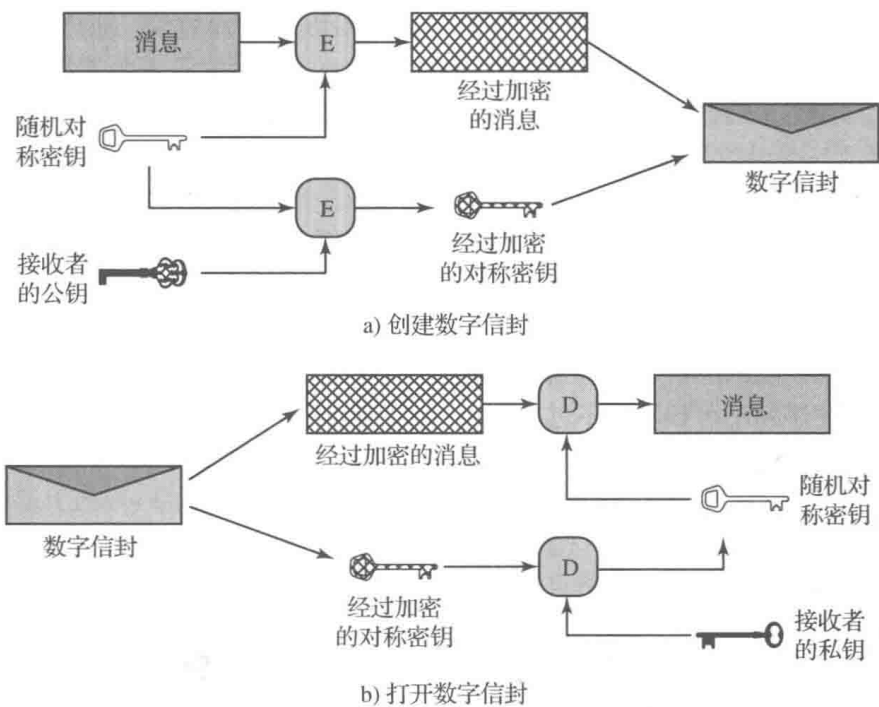 消息
E
经过加密
的消息
随机对
称密钥
数字信封
E
接收者
的公钥
经过加密
的对称密钥
a) 创建数字信封
D
消息
经过加密的消息
随机对
称密钥
数字信封
D
经过加密
的对称密钥
接收者
的私钥
b) 打开数字信封